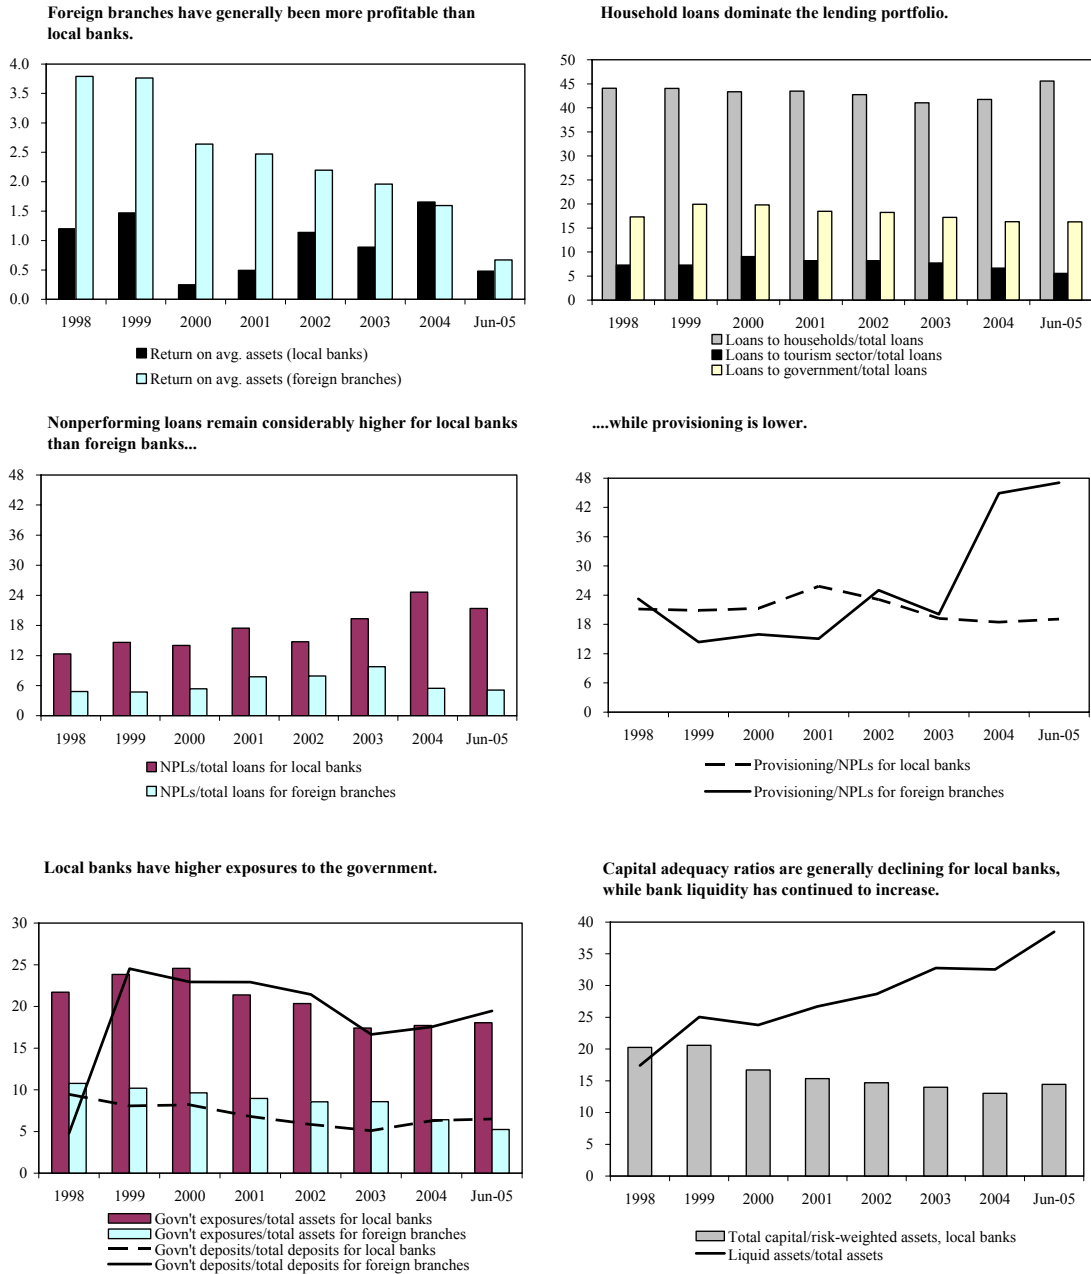 Foreign branches have generally been more profitable than
local banks.
4.0
3.5
3.0
2.5
2.0
1.5
1.0
0.5
0.0
1998 1999 2000 2001 2002 2003 2004 Jun-05
Return on avg. assets (local banks)
Return on avg. assets (foreign branches)
Household loans dominate the lending portfolio.
50
45
40
35
30
25
20
15
10
5
0
1998 1999 2000 2001 2002 2003 2004 Jun-05
Loans to households/total loans
Loans to tourism sector/total loans
Loans to government/total loans
Nonperforming loans remain considerably higher for local banks
than foreign banks...
48
42
36
30
24
18
12
6
0
1998 1999 2000 2001 2002 2003 2004 Jun-05
NPLs/total loans for local banks
NPLs/total loans for foreign branches
....while provisioning is lower.
48
42
36
30
24
18
12
6
0
1998 1999 2000 2001 2002 2003 2004 Jun-05
Provisioning/NPLs for local banks
Provisioning/NPLs for foreign branches
Local banks have higher exposures to the government.
30
25
20
15
10
5
0
1998 1999 2000 2001 2002 2003 2004 Jun-05
Govn't exposures/total assets for local banks
Govn't exposures/total assets for foreign branches
Govn't deposits/total deposits for local banks
Govn't deposits/total deposits for foreign branches
Capital adequacy ratios are generally declining for local banks,
while bank liquidity has continued to increase.
40
35
30
25
20
15
10
5
0
1998 1999 2000 2001 2002 2003 2004 Jun-05
Total capital/risk-weighted assets, local banks
Liquid assets/total assets